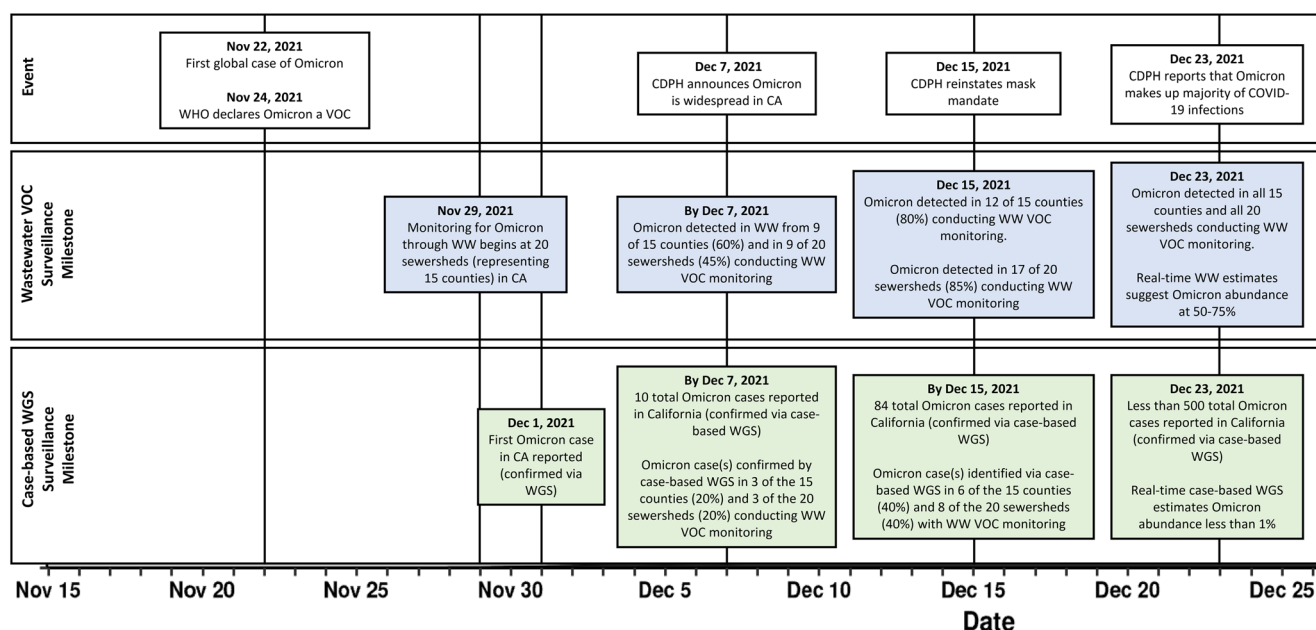 Event
Nov 22, 2021
First global case of Omicron
Nov 24, 2021
WHO declares Omicron a VOC
Dec 7, 2021
CDPH announces Omicron
is widespread in CA
Dec 15, 2021
CDPH reinstates mask
mandate
Dec 23, 2021
CDPH reports that Omicron
makes up majority of COVID-
19 infections
Wastewater VOC
Surveillance
Milestone
Nov 29, 2021
Monitoring for Omicron
through WW begins at 20
sewersheds (representing
15 counties) in CA
By Dec 7, 2021
Omicron detected in WW from 9
of 15 counties (60%) and in 9 of 20
sewersheds (45%) conducting WW
VOC monitoring
Dec 15, 2021
Omicron detected in 12 of 15 counties
(80%) conducting WW VOC
monitoring.
Omicron detected in 17 of 20
sewersheds (85%) conducting WW
VOC monitoring
Dec 23, 2021
Omicron detected in all 15
counties and all 20
sewersheds conducting WW
VOC monitoring.
Real-time WW estimates
suggest Omicron abundance
at 50-75%
Case-based WGS
Surveillance
Milestone
Dec 1, 2021
First Omicron case
in CA reported
(confirmed via
WGS)
By Dec 7, 2021
10 total Omicron cases reported
in California (confirmed via case-
based WGS)
Omicron case(s) confirmed by
case-based WGS in 3 of the 15
counties (20%) and 3 of the 20
sewersheds (20%) conducting WW
VOC monitoring
By Dec 15, 2021
84 total Omicron cases reported in
California (confirmed via case-based
WGS)
Omicron case(s) identified via case-
based WGS in 6 of the 15 counties
(40%) and 8 of the 20 sewersheds
(40%) with WW VOC monitoring
Dec 23, 2021
Less than 500 total Omicron
cases reported in California
(confirmed via case-based
WGS)
Real-time case-based WGS
estimates Omicron
abundance less than 1%
Nov 15
Nov 20
Nov 25
Nov 30
Dec 5
Dec 10
Dec 15
Dec 20
Dec 25
Date